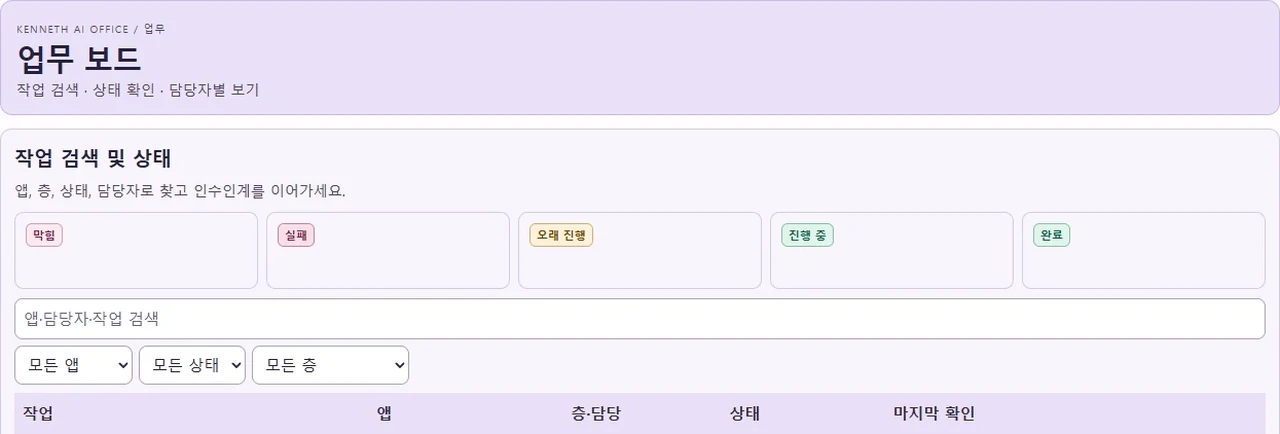 KENNETH AI OFFICE / 업무
업무 보드
작업 검색 · 상태 확인 · 담당자별 보기
작업 검색 및 상태
앱, 층, 상태, 담당자로 찾고 인수인계를 이어가세요.
막힘 실패 오래 진행 진행 중 완료
앱·담당자·작업 검색
모든 앱 모든 상태 모든 층
작업 앱 층·담당 상태 마지막 확인